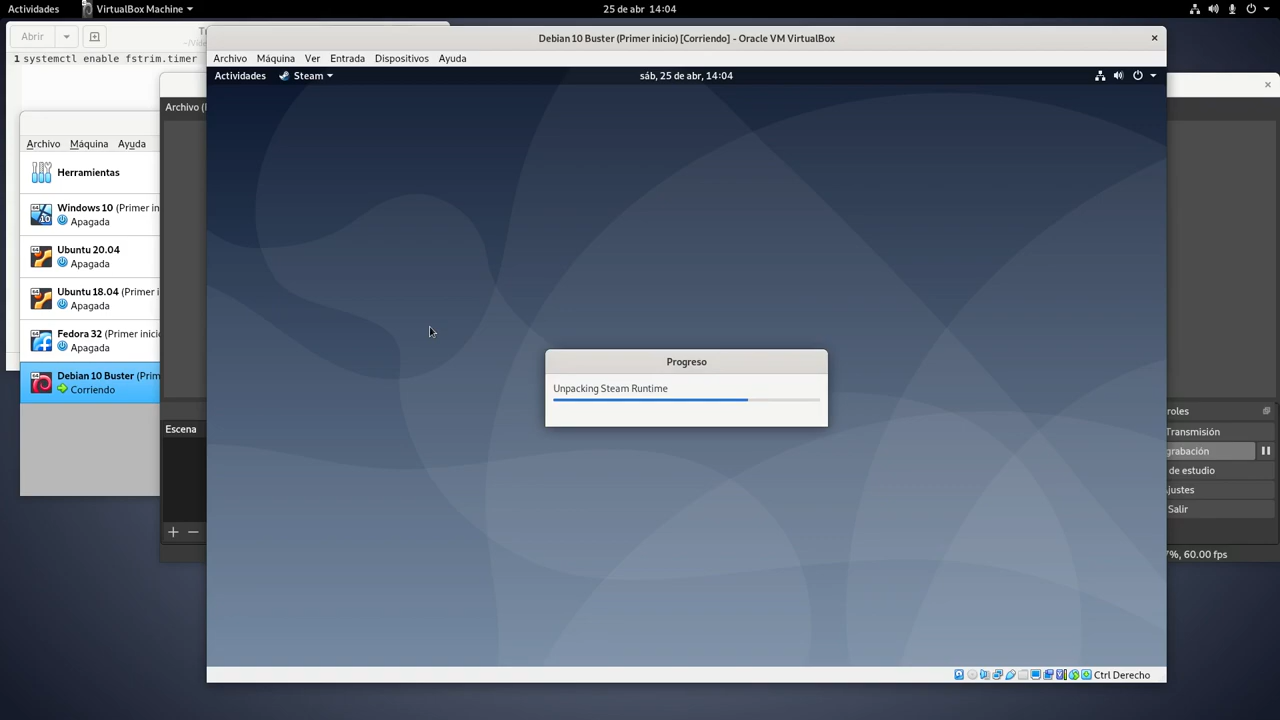 Actividades
VirtualBox Machine
25 de abr 14:04
Abrir
1 systemctl enable fstrim.timer
Debian 10 Buster (Primer inicio) [Corriendo] - Oracle VM VirtualBox
Archivo Máquina Ver Entrada Dispositivos Ayuda
Actividades
Steam
sáb, 25 de abr, 14:04
Archivo Máquina Ayuda
Herramientas
Windows 10 (Primer in
Apagada
Ubuntu 20.04
Apagada
Ubuntu 18.04 (Primer i
Apagada
Fedora 32 (Primer inicio
Apagada
Debian 10 Buster (Prim
Corriendo
Archivo (
Escena
Progreso
Unpacking Steam Runtime
roles
Transmisión
grabación
de estudio
justes
Salir
7%, 60.00 fps
Ctrl Derecho